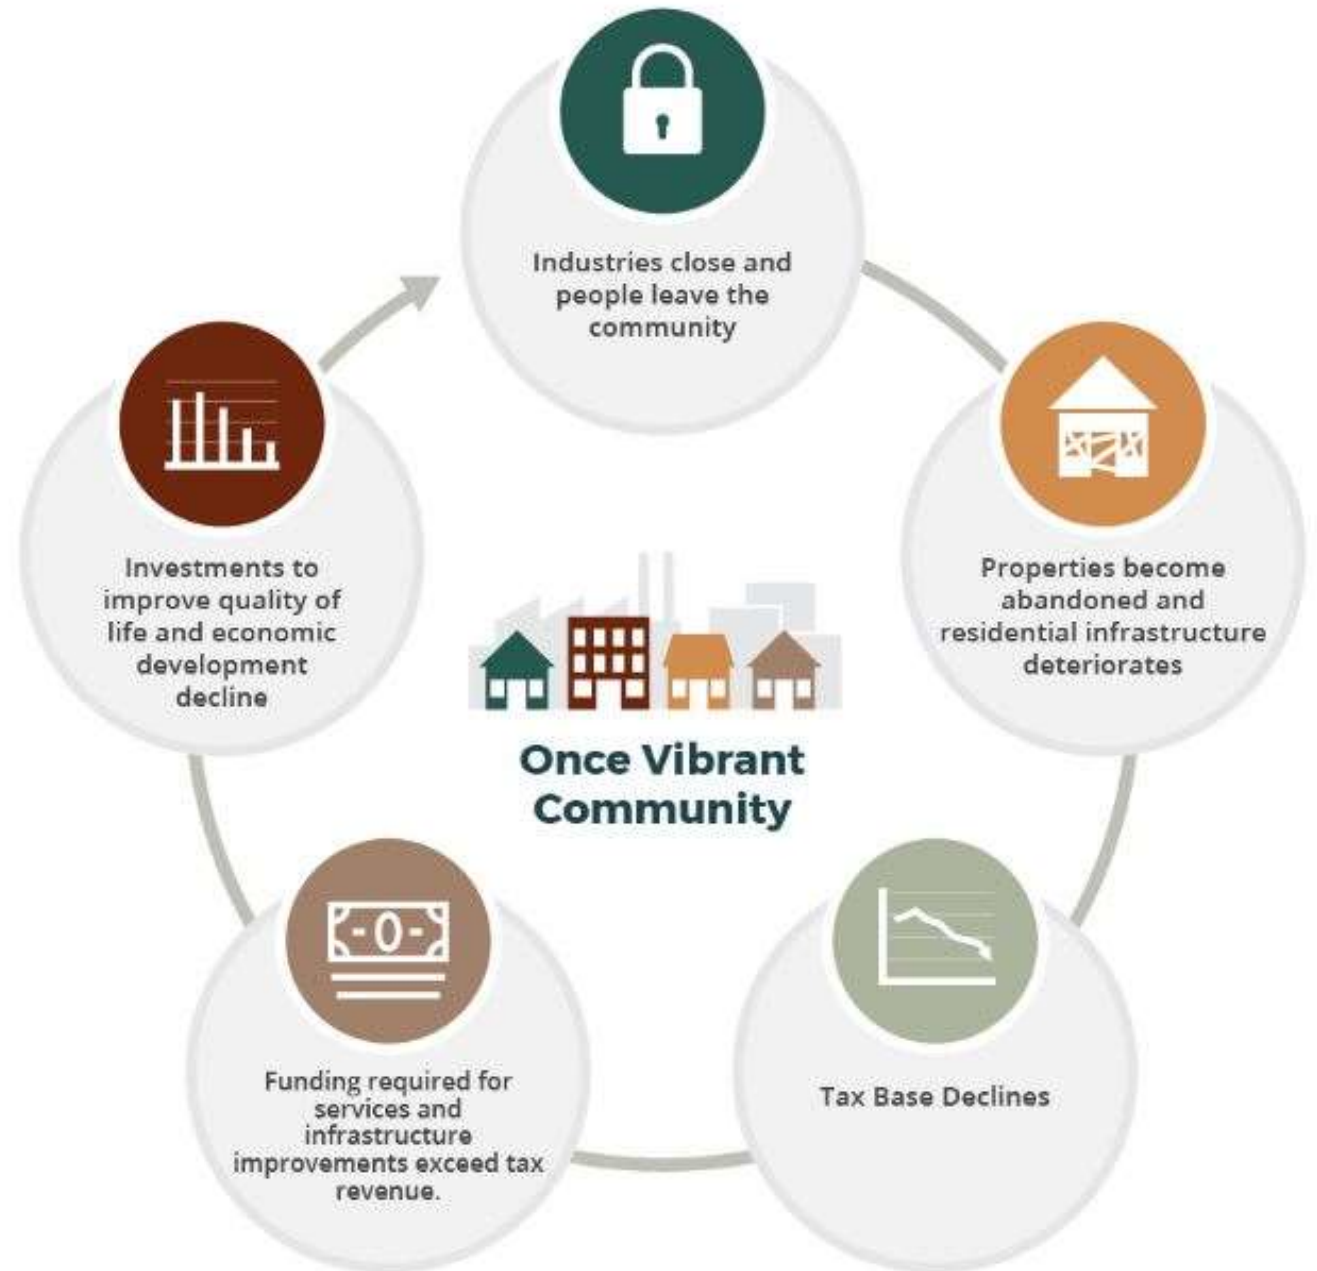 Industries close and
people leave the
community
Properties become
abandoned and
residential infrastructure
deteriorates
Tax Base Declines
Funding required for
services and
infrastructure
improvements exceed tax
revenue.
Investments to
improve quality of
life and economic
development
decline
Once Vibrant
Community
-0-